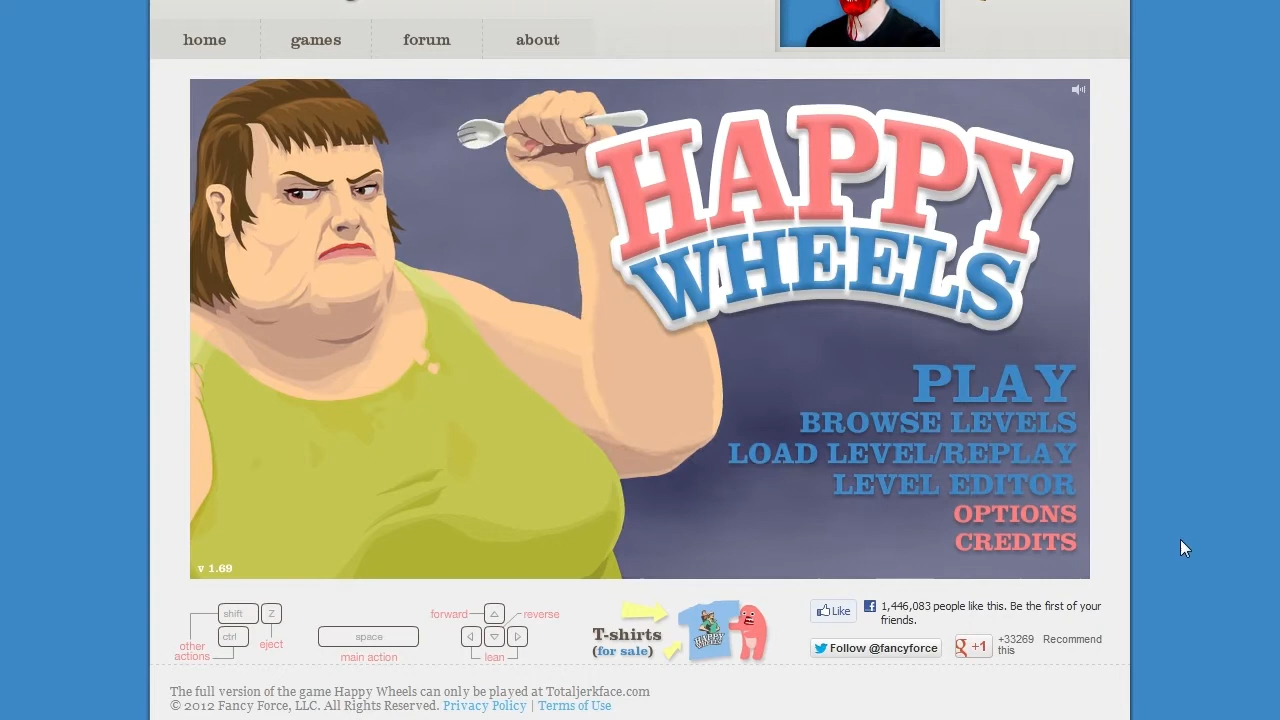 home games forum about
HAPPY
WHEELS
PLAY
BROWSE LEVELS
LOAD LEVEL/REPLAY
LEVEL EDITOR
OPTIONS
CREDITS
v 1.69
shift Z
ctrl
eject
other
actions
space
main action
forward
reverse
lean
T-shirts
(for sale)
HAPPY
WHEELS
Like
1,446,083 people like this. Be the first of your
friends.
Follow @fancyforce
+1
+33269 Recommend
this
The full version of the game Happy Wheels can only be played at Totaljerkface.com
© 2012 Fancy Force, LLC. All Rights Reserved. Privacy Policy | Terms of Use